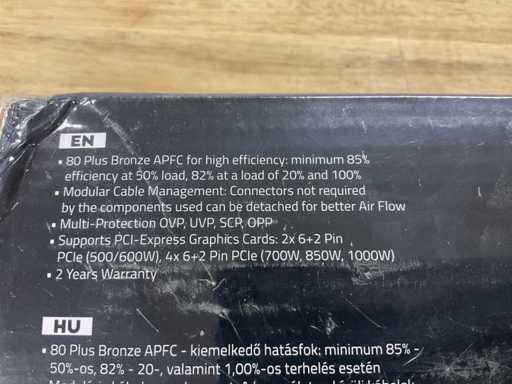 EN
• 80 Plus Bronze APFC for high efficiency: minimum 85%
efficiency at 50% load, 82% at a load of 20% and 100%
• Modular Cable Management: Connectors not required
by the components used can be detached for better Air Flow
• Multi-Protection OVP, UVP, SCP, OPP
• Supports PCI-Express Graphics Cards: 2x 6+2 Pin
PCIe (500/600W), 4x 6+2 Pin PCIe (700W, 850W, 1000W)
• 2 Years Warranty
HU
• 80 Plus Bronze APFC - kiemelkedő hatásfok: minimum 85% -
50%-os, 82% - 20-, valamint 1,00%-os terhelés esetén